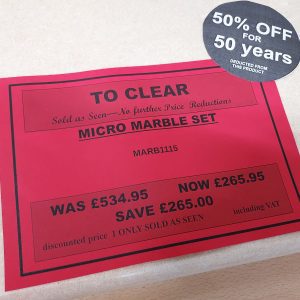 50% OFF
FOR
50 years
DEDUCTED FROM
THIS PRODUCT
TO CLEAR
Sold as Seen—No further Price Reductions
MICRO MARBLE SET
MARB1115
WAS £534.95 NOW £265.95
SAVE £265.00
discounted price 1 ONLY SOLD AS SEEN including VAT